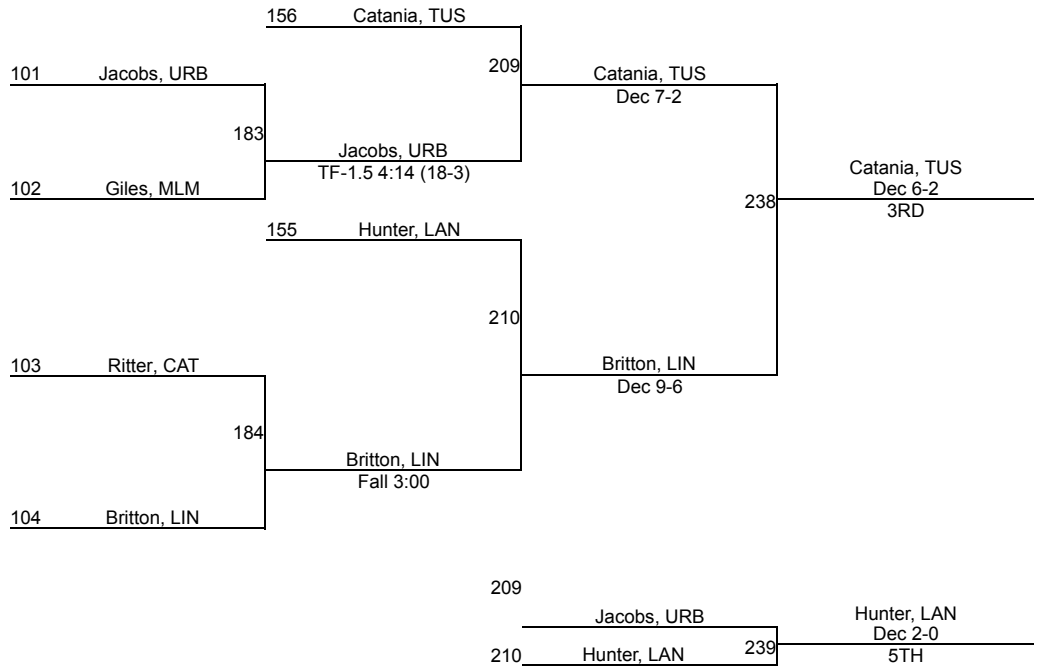 156 Catania, TUS
101 Jacobs, URB
209 Catania, TUS
Dec 7-2
183
Jacobs, URB
TF-1.5 4:14 (18-3)
102 Giles, MLM
Catania, TUS
Dec 6-2
238
3RD
155 Hunter, LAN
210
103 Ritter, CAT
Britton, LIN
Dec 9-6
184
Britton, LIN
Fall 3:00
104 Britton, LIN
209
Jacobs, URB
Hunter, LAN
Dec 2-0
210 Hunter, LAN
239
5TH